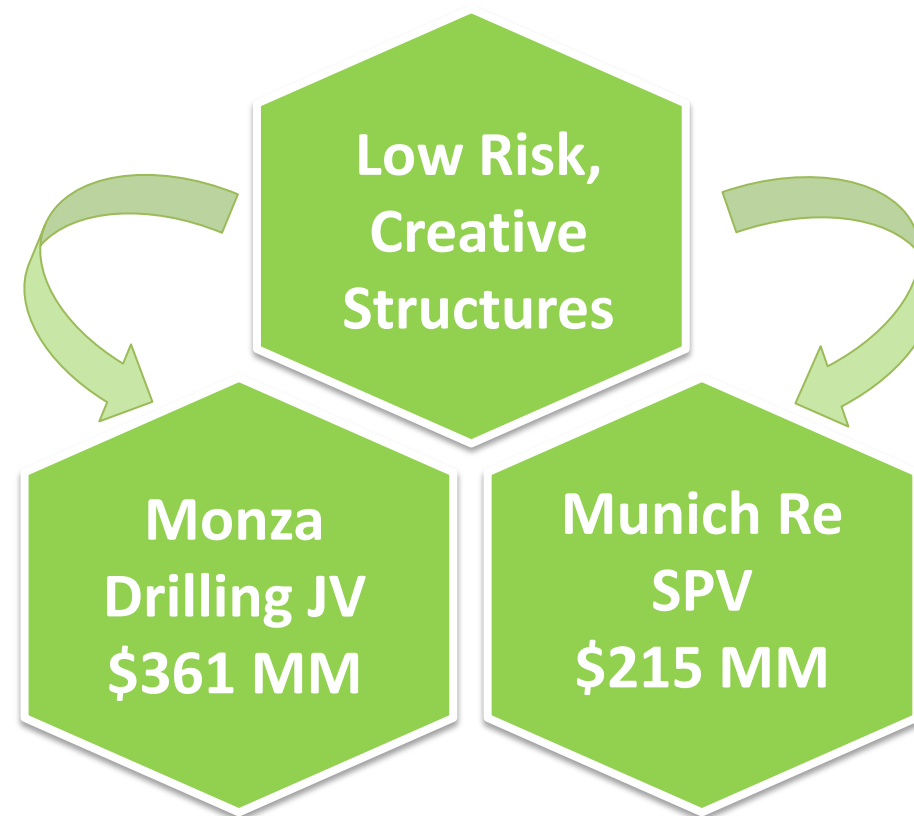 Low Risk,
Creative
Structures
Monza
Drilling JV
$361 MM
Munich Re
SPV
$215 MM